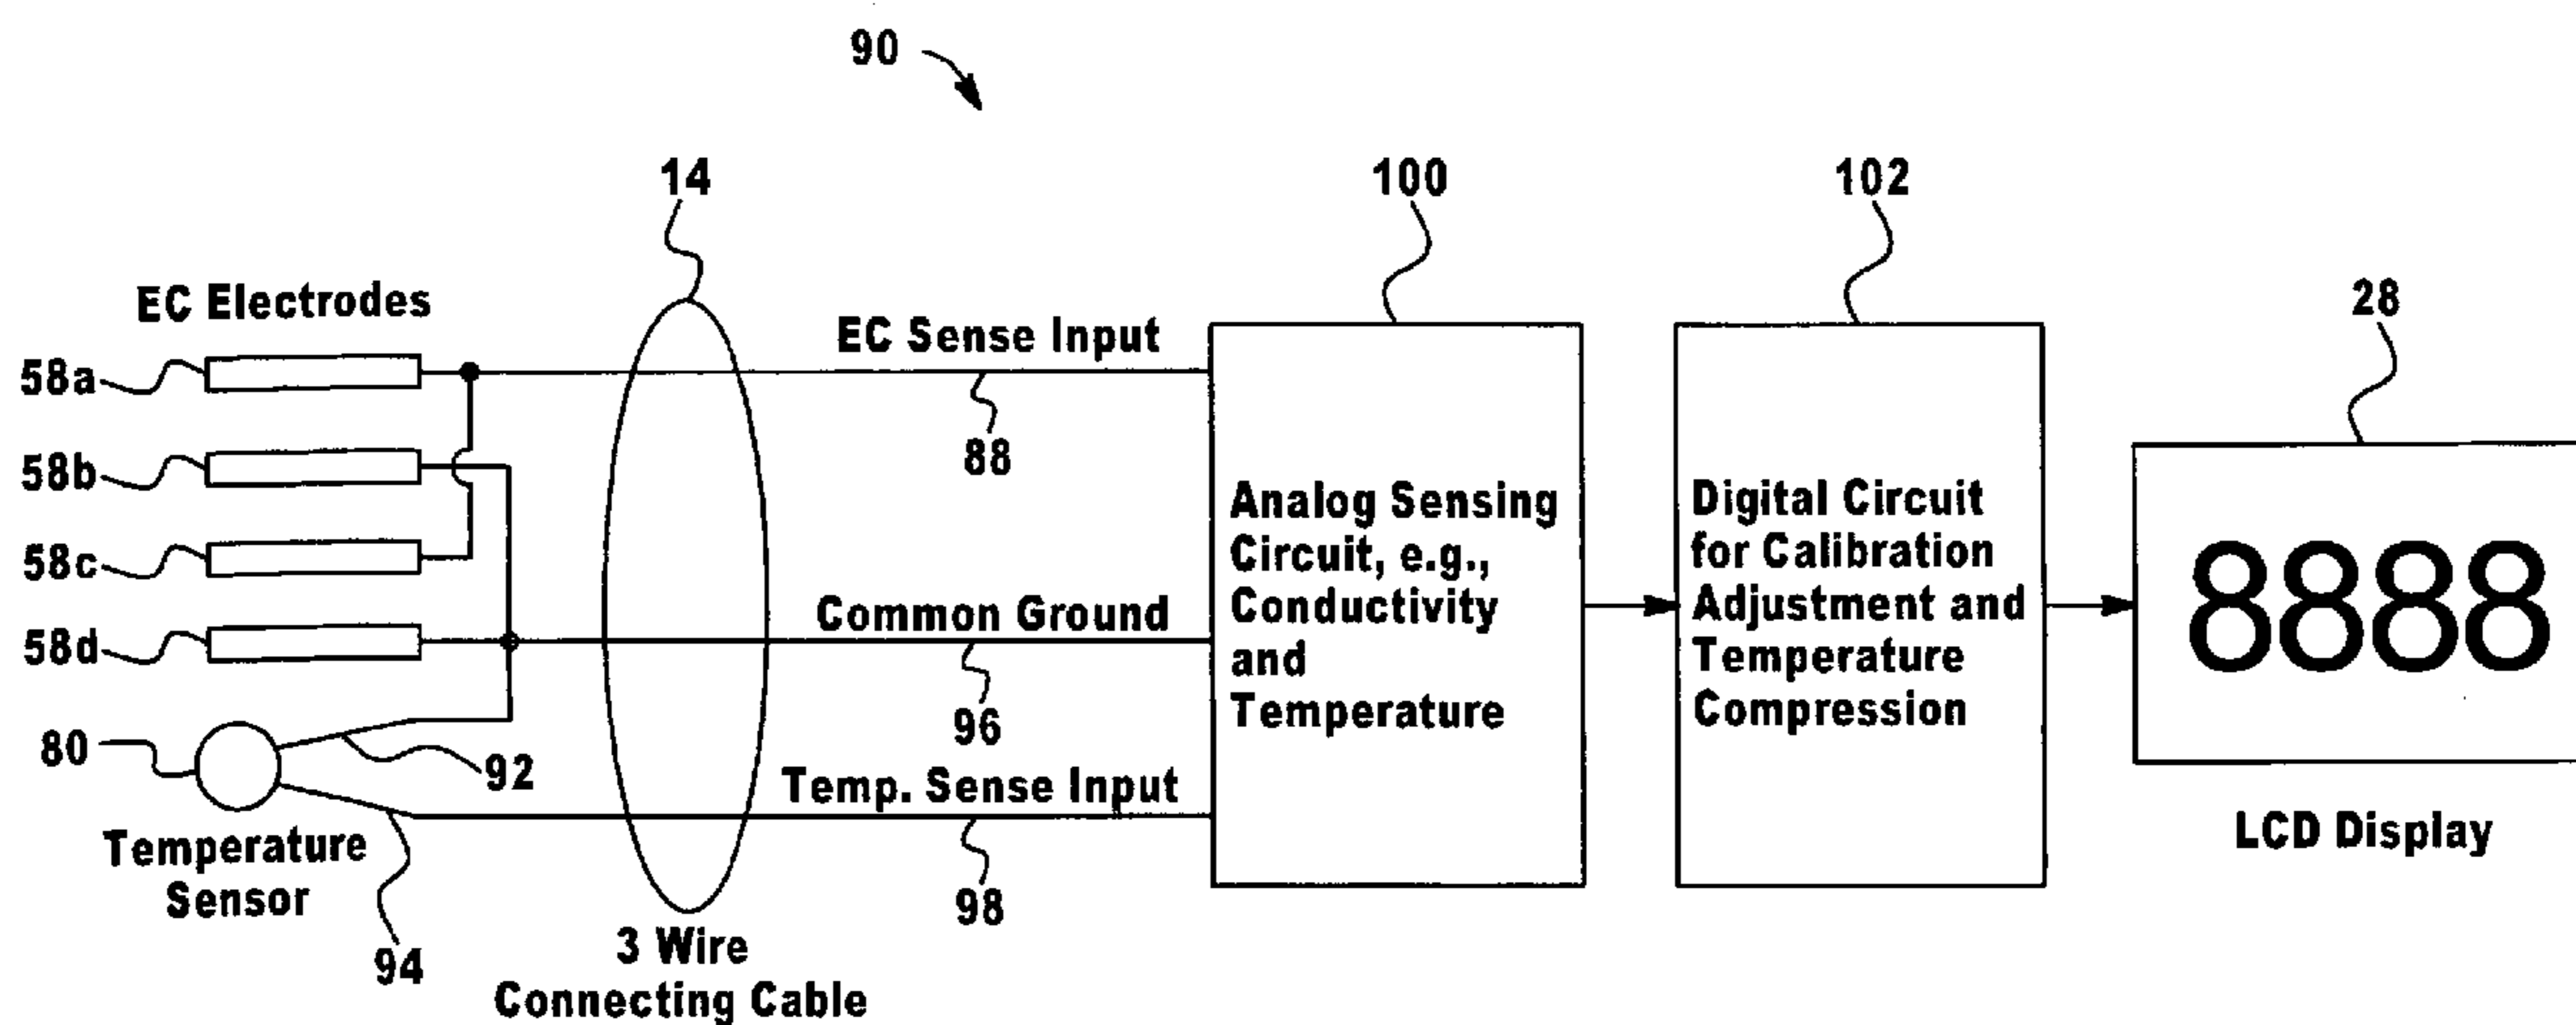 90
14
100
102
28
EC Electrodes
58a
58b
58c
58d
80
92
Temperature
Sensor
94
3 Wire
Connecting Cable
EC Sense Input
88
Common Ground
96
Temp. Sense Input
98
Analog Sensing
Circuit, e.g.,
Conductivity
and
Temperature
Digital Circuit
for Calibration
Adjustment and
Temperature
Compression
8888
LCD Display